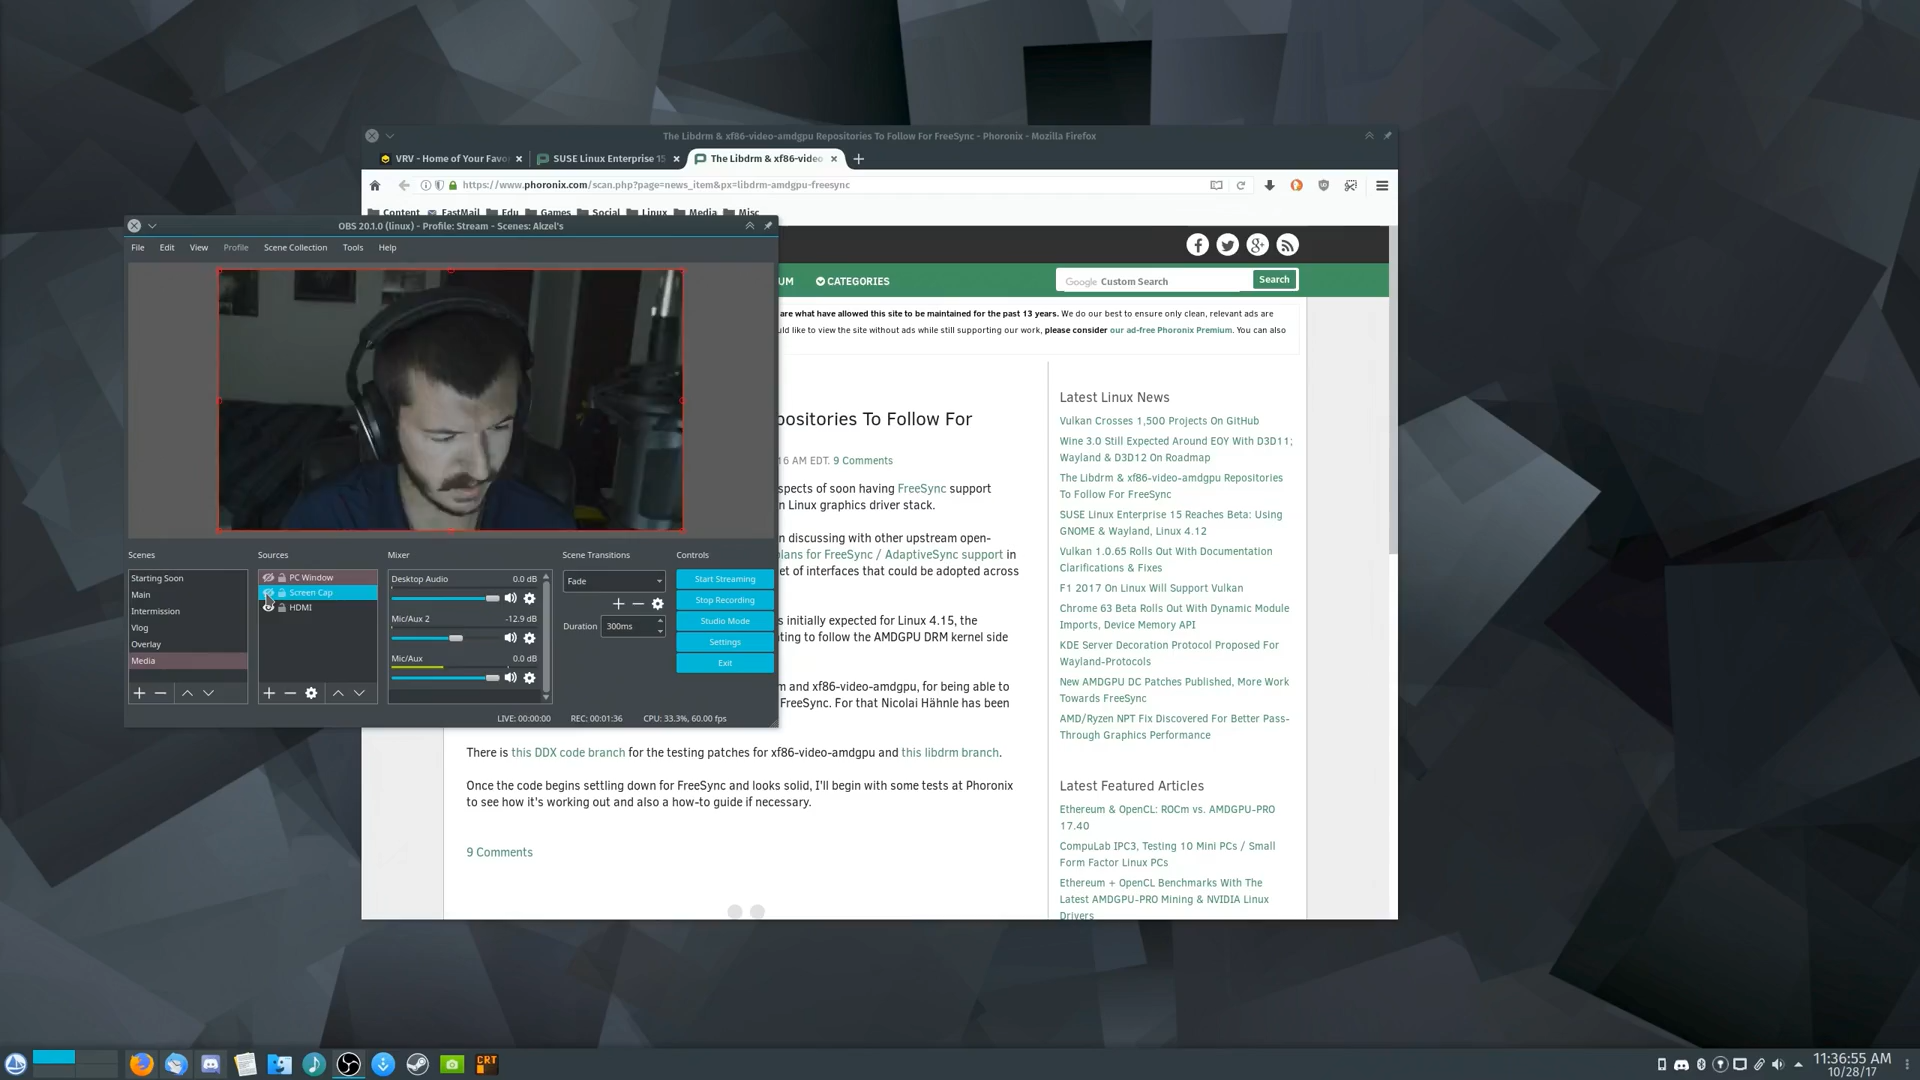 The Libdrm & xf86-video-amdgpu Repositories To Follow For FreeSync - Phoronix - Mozilla Firefox
VRV - Home of Your Favo
SUSE Linux Enterprise 15
The Libdrm & xf86-video
https://www.phoronix.com/scan.php?page=news_item&px=libdrm-amdgpu-freesync
Content FastMail Edu Games Social Linux Media Misc
OBS 20.1.0 (linux) - Profile: Stream - Scenes: Akzel's
File Edit View Profile Scene Collection Tools Help
UM CATEGORIES
Google Custom Search Search
are what have allowed this site to be maintained for the past 13 years. We do our best to ensure only clean, relevant ads are
uld like to view the site without ads while still supporting our work, please consider our ad-free Phoronix Premium. You can also
positories To Follow For
16 AM EDT. 9 Comments
spects of soon having FreeSync support
n Linux graphics driver stack.
n discussing with other upstream open-
plans for FreeSync / AdaptiveSync support in
et of interfaces that could be adopted across
s initially expected for Linux 4.15, the
ting to follow the AMDGPU DRM kernel side
m and xf86-video-amdgpu, for being able to
FreeSync. For that Nicolai Hähnle has been
There is this DDX code branch for the testing patches for xf86-video-amdgpu and this libdrm branch.
Once the code begins settling down for FreeSync and looks solid, I'll begin with some tests at Phoronix
to see how it's working out and also a how-to guide if necessary.
9 Comments
Latest Linux News
Vulkan Crosses 1,500 Projects On GitHub
Wine 3.0 Still Expected Around EOY With D3D11;
Wayland & D3D12 On Roadmap
The Libdrm & xf86-video-amdgpu Repositories
To Follow For FreeSync
SUSE Linux Enterprise 15 Reaches Beta: Using
GNOME & Wayland, Linux 4.12
Vulkan 1.0.65 Rolls Out With Documentation
Clarifications & Fixes
F1 2017 On Linux Will Support Vulkan
Chrome 63 Beta Rolls Out With Dynamic Module
Imports, Device Memory API
KDE Server Decoration Protocol Proposed For
Wayland-Protocols
New AMDGPU DC Patches Published, More Work
Towards FreeSync
AMD/Ryzen NPT Fix Discovered For Better Pass-
Through Graphics Performance
Latest Featured Articles
Ethereum & OpenCL: ROCm vs. AMDGPU-PRO
17.40
CompuLab IPC3, Testing 10 Mini PCs / Small
Form Factor Linux PCs
Ethereum + OpenCL Benchmarks With The
Latest AMDGPU-PRO Mining & NVIDIA Linux
Drivers
Scenes
Starting Soon
Main
Intermission
Vlog
Overlay
Media
Sources
PC Window
Screen Cap
HDMI
Mixer
Desktop Audio 0.0 dB
Mic/Aux 2 -12.9 dB
Mic/Aux 0.0 dB
Scene Transitions
Fade
Duration 300ms
Controls
Start Streaming
Stop Recording
Studio Mode
Settings
Exit
LIVE: 00:00:00 REC: 00:01:36 CPU: 33.3%, 60.00 fps
CRT
11:36:55 AM
10/28/17